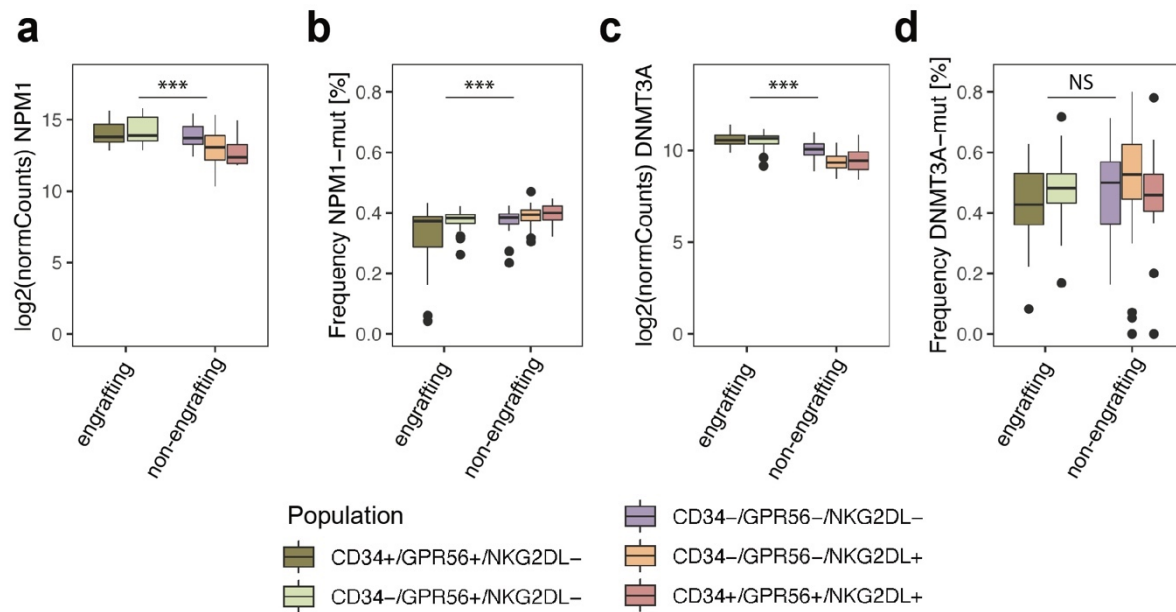 a
b
c
d
log2(normCounts) NPM1
15
10
5
0
***
engrafting
non-engrafting
Frequency NPM1−mut [%]
0.8
0.6
0.4
0.2
0.0
***
engrafting
non-engrafting
log2(normCounts) DNMT3A
10
5
0
***
engrafting
non-engrafting
Frequency DNMT3A−mut [%]
0.8
0.6
0.4
0.2
0.0
NS
engrafting
non-engrafting
Population
CD34+/GPR56+/NKG2DL−
CD34−/GPR56+/NKG2DL−
CD34−/GPR56−/NKG2DL−
CD34−/GPR56−/NKG2DL+
CD34+/GPR56+/NKG2DL+